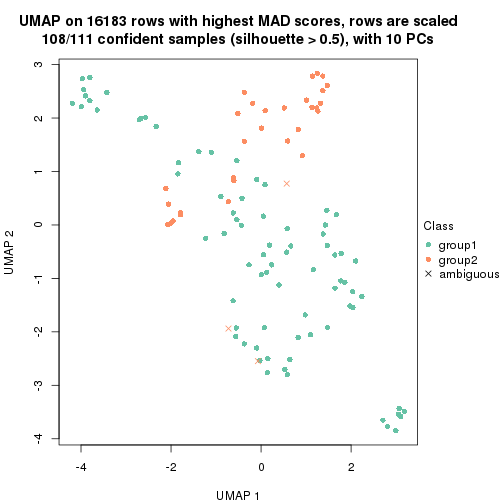 UMAP on 16183 rows with highest MAD scores, rows are scaled
108/111 confident samples (silhouette > 0.5), with 10 PCs
3
2
1
0
-1
-2
-3
-4
UMAP 2
-4
-2
0
2
UMAP 1
Class
group1
group2
ambiguous